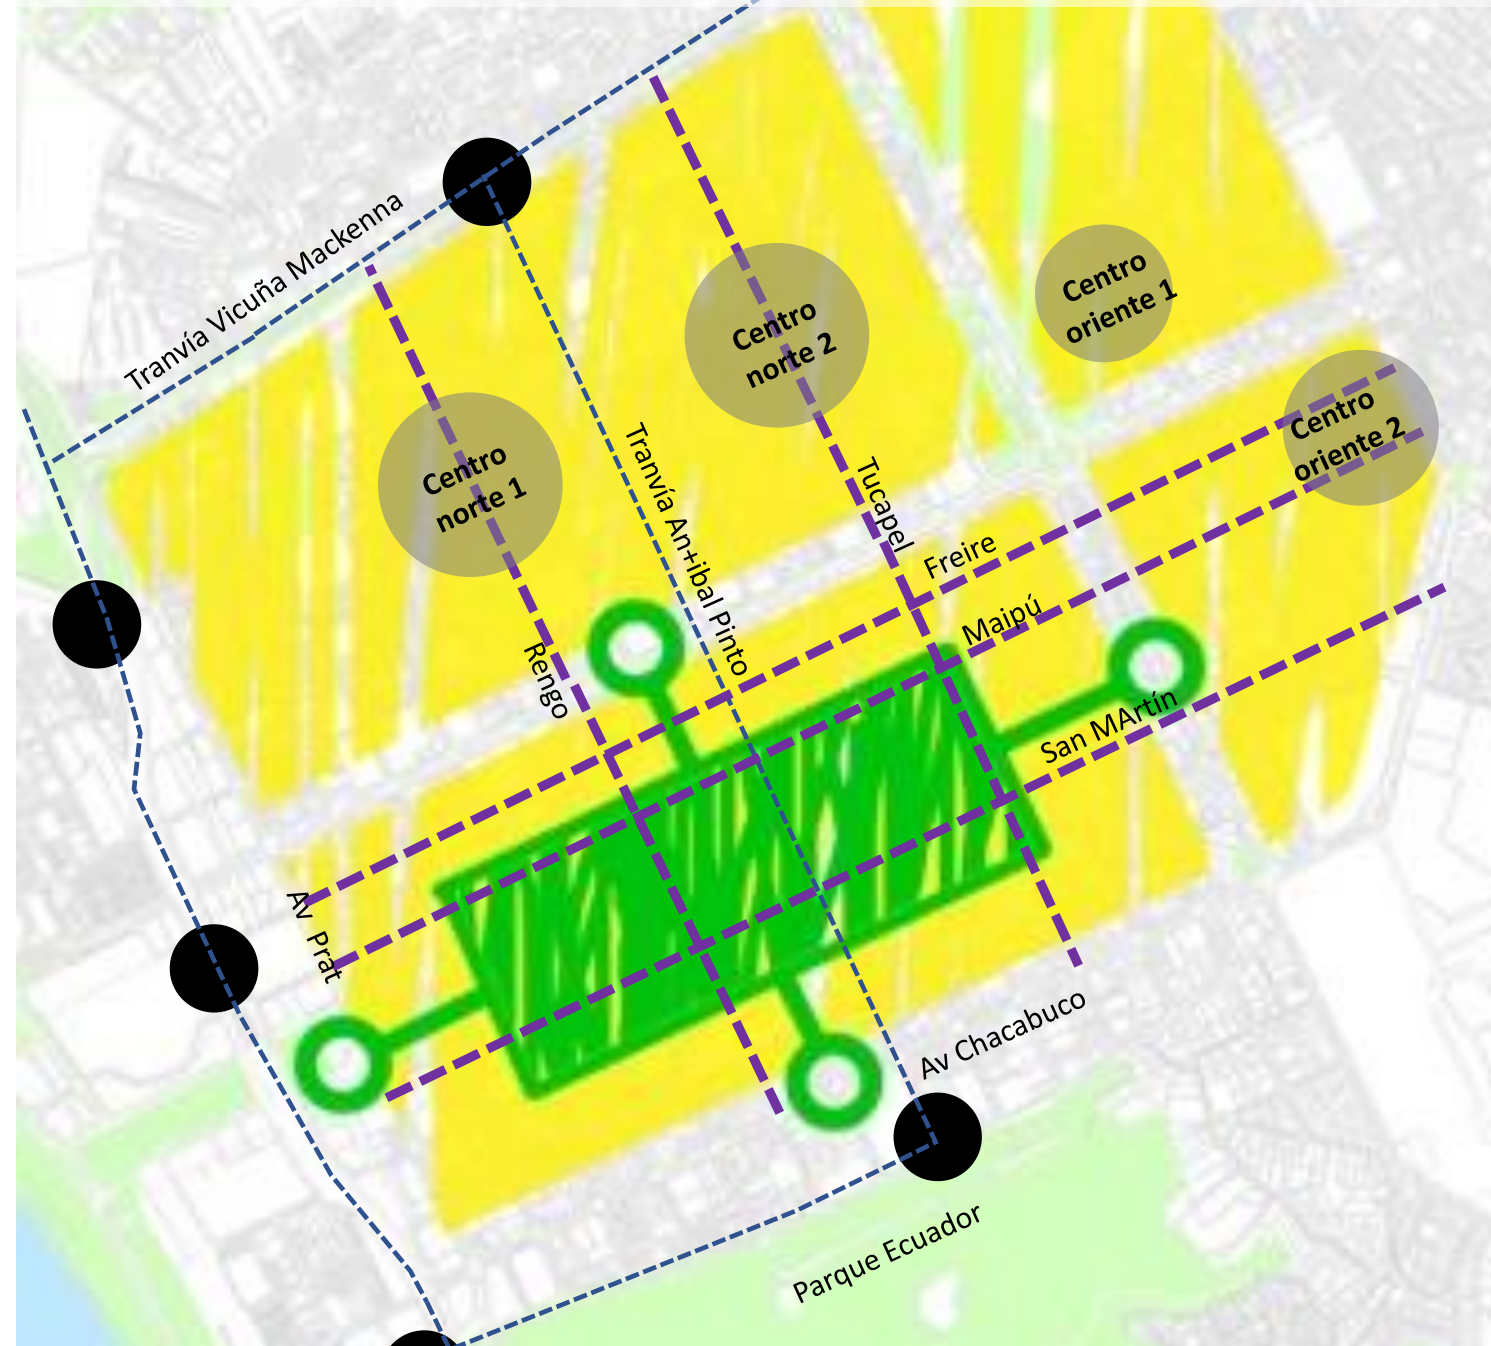 Tranvía Vicuña Mackenna
Centro
oriente 1
Centro
norte 2
Centro
oriente 2
Centro
norte 1
Tranvía An+ibal Pinto
Tucapel
Freire
Maipú
Rengo
San MArtín
Av Prat
Av Chacabuco
Parque Ecuador